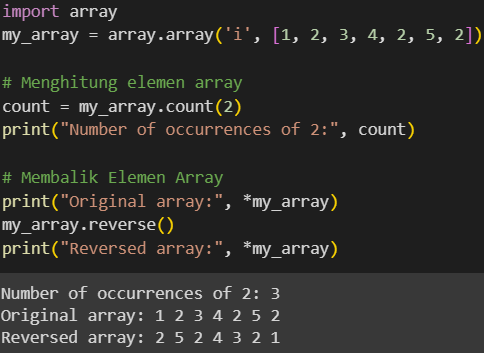 import array
my_array = array.array('i', [1, 2, 3, 4, 2, 5, 2])
# Menghitung elemen array
count = my_array.count(2)
print("Number of occurrences of 2:", count)
# Membalik Elemen Array
print("Original array:", *my_array)
my_array.reverse()
print("Reversed array:", *my_array)
Number of occurrences of 2: 3
Original array: 1 2 3 4 2 5 2
Reversed array: 2 5 2 4 3 2 1